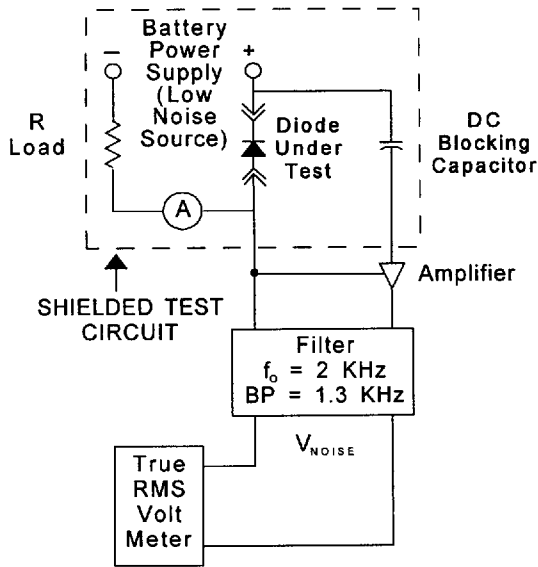 Battery
Power
Supply
(Low
Noise
Source)
−
+
R
Load
Diode
Under
Test
DC
Blocking
Capacitor
A
Amplifier
SHIELDED TEST
CIRCUIT
Filter
fo = 2 KHz
BP = 1.3 KHz
VNOISE
True
RMS
Volt
Meter